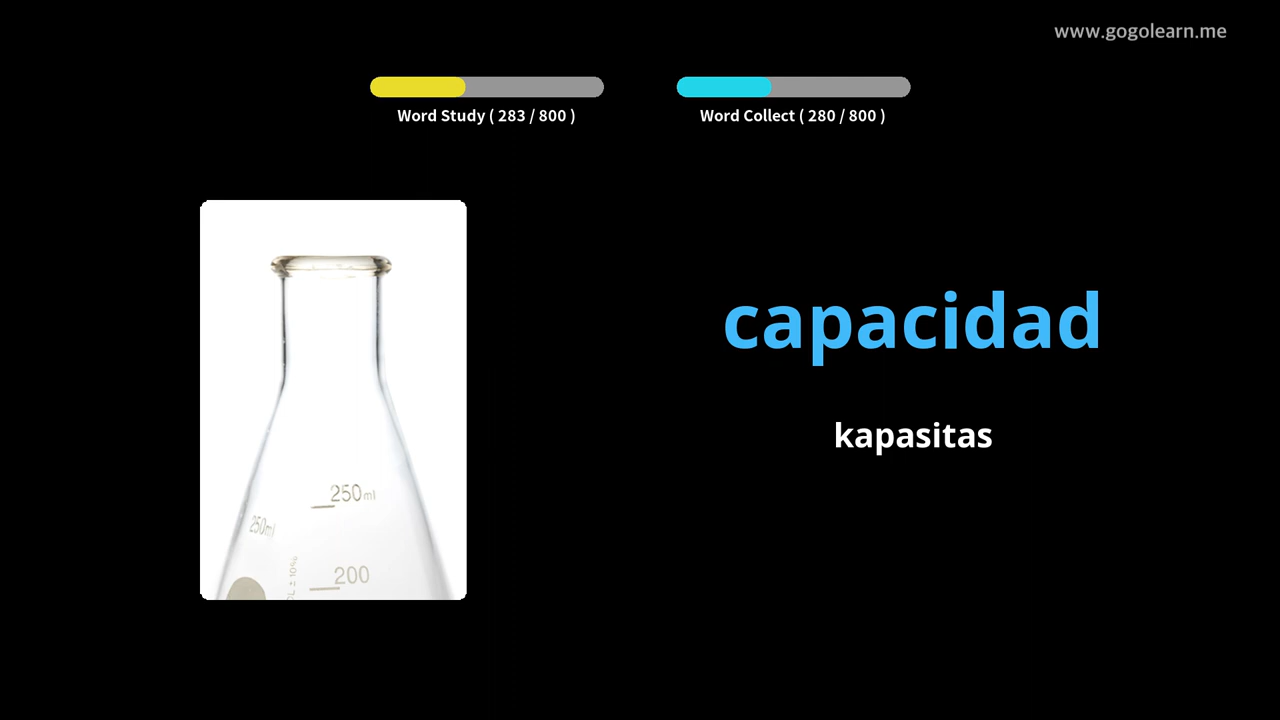 www.gogolearn.me
Word Study ( 283 / 800 )
Word Collect ( 280 / 800 )
capacidad
kapasitas
250ml
250ml
200